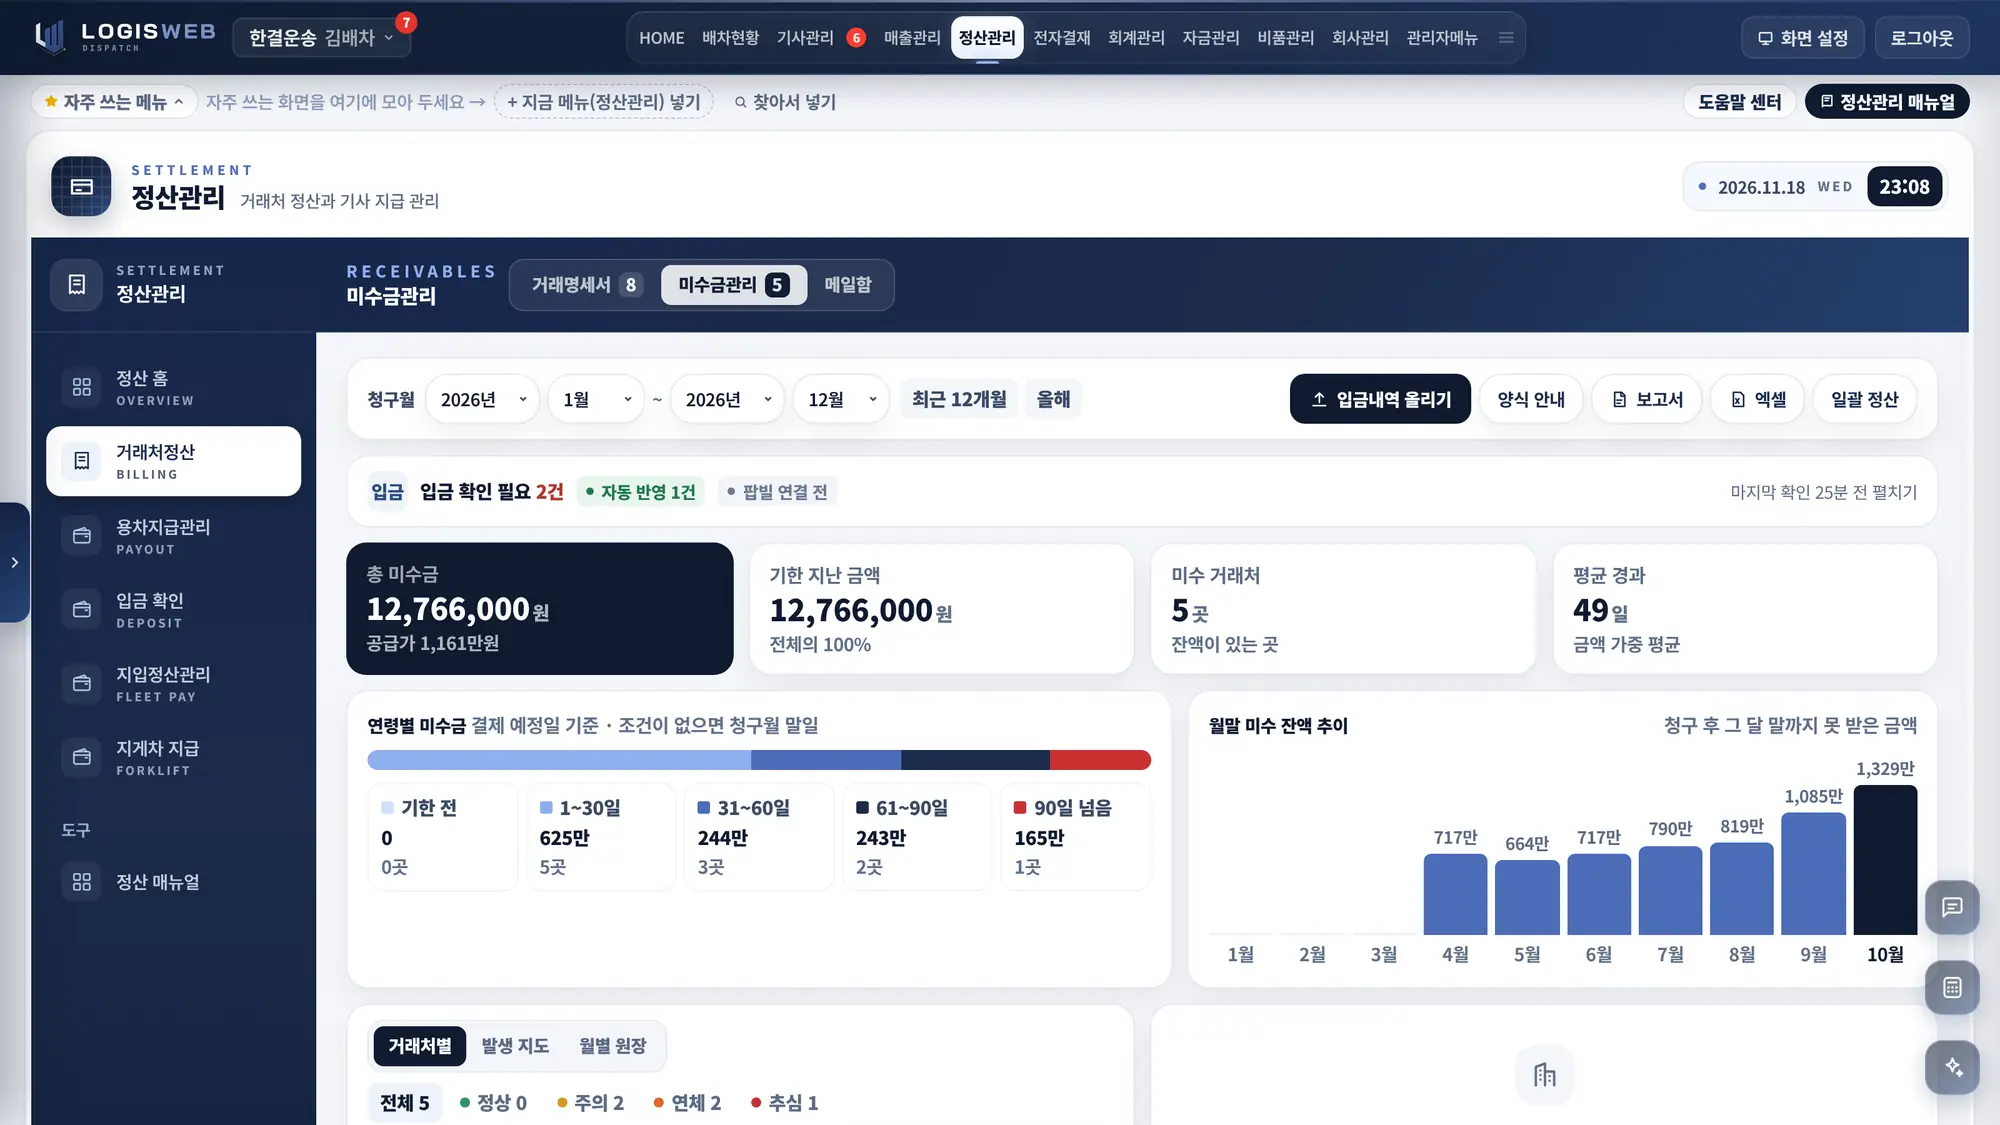 LOGISWEB
DISPATCH
한결운송 김배차
7
HOME 배차현황 기사관리 6 매출관리 정산관리 전자결재 회계관리 자금관리 비품관리 회사관리 관리자메뉴
화면 설정
로그아웃
자주 쓰는 메뉴
자주 쓰는 화면을 여기에 모아 두세요 →
+ 지금 메뉴(정산관리) 넣기
찾아서 넣기
도움말 센터
정산관리 매뉴얼
SETTLEMENT
정산관리 거래처 정산과 기사 지급 관리
2026.11.18 WED 23:08
SETTLEMENT
정산관리
RECEIVABLES
미수금관리
거래명세서 8
미수금관리 5
메일함
정산 홈
OVERVIEW
거래처정산
BILLING
용차지급관리
PAYOUT
입금 확인
DEPOSIT
지입정산관리
FLEET PAY
지게차 지급
FORKLIFT
도구
정산 매뉴얼
청구월 2026년 1월 ~ 2026년 12월 최근 12개월 올해
입금내역 올리기
양식 안내
보고서
엑셀
일괄 정산
입금 입금 확인 필요 2건 자동 반영 1건 팝빌 연결 전
마지막 확인 25분 전 펼치기
총 미수금
12,766,000원
공급가 1,161만원
기한 지난 금액
12,766,000원
전체의 100%
미수 거래처
5곳
잔액이 있는 곳
평균 경과
49일
금액 가중 평균
연령별 미수금 결제 예정일 기준 · 조건이 없으면 청구월 말일
기한 전
0
0곳
1~30일
625만
5곳
31~60일
244만
3곳
61~90일
243만
2곳
90일 넘음
165만
1곳
월말 미수 잔액 추이
청구 후 그 달 말까지 못 받은 금액
717만 664만 717만 790만 819만 1,085만 1,329만
1월 2월 3월 4월 5월 6월 7월 8월 9월 10월
거래처별 발생 지도 월별 원장
전체 5 정상 0 주의 2 연체 2 추심 1